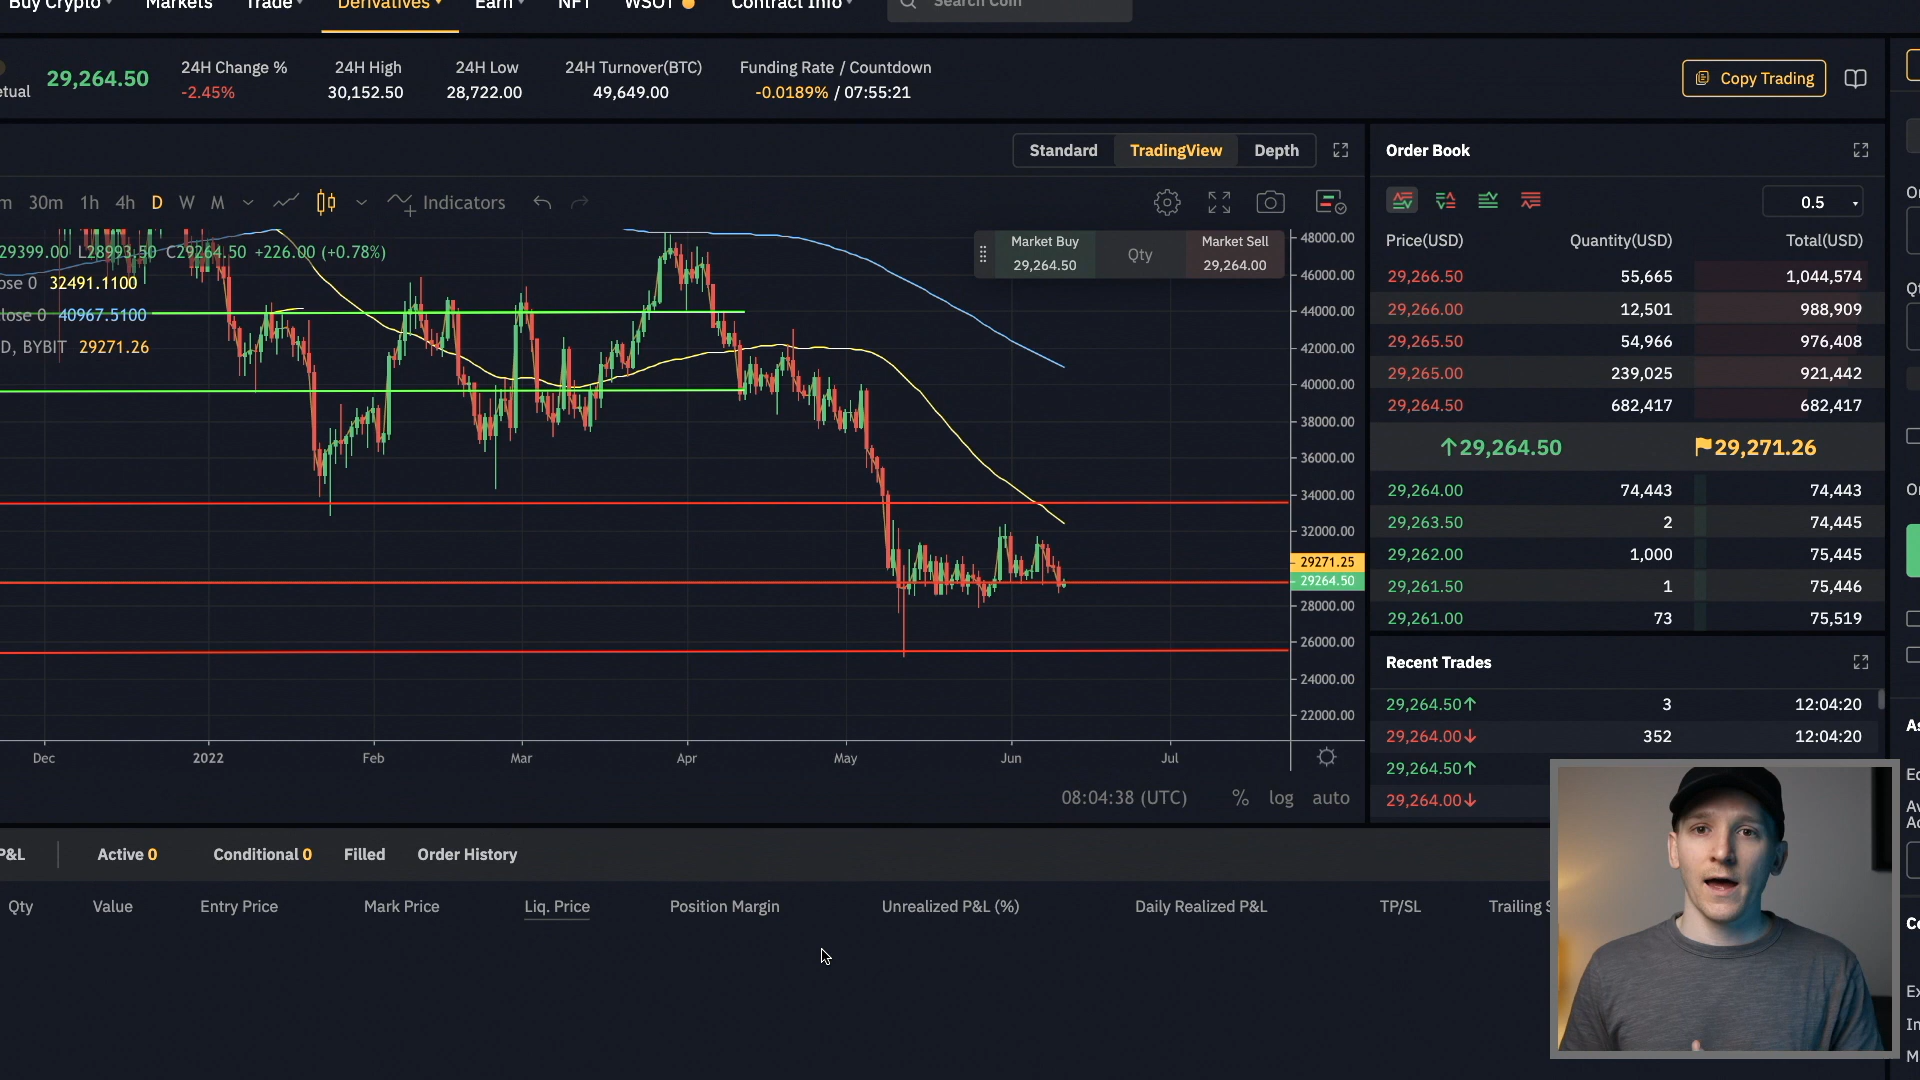 Buy Crypto Markets Trade Derivatives Earn NFT WSOT Contract Info Search Coin
29,264.50
24H Change % 24H High 24H Low 24H Turnover(BTC) Funding Rate / Countdown
-2.45% 30,152.50 28,722.00 49,649.00 -0.0189% / 07:55:21
Copy Trading
Standard TradingView Depth
30m 1h 4h D W M Indicators
29399.00 L28993.50 C29264.50 +226.00 (+0.78%)
ose 0 32491.1100
lose 0 40967.5100
D, BYBIT 29271.26
Market Buy Qty Market Sell
29,264.50 29,264.00
48000.00
46000.00
44000.00
42000.00
40000.00
38000.00
36000.00
34000.00
32000.00
29271.25
29264.50
28000.00
26000.00
24000.00
22000.00
Dec 2022 Feb Mar Apr May Jun Jul
08:04:38 (UTC) % log auto
Order Book
0.5
Price(USD) Quantity(USD) Total(USD)
29,266.50 55,665 1,044,574
29,266.00 12,501 988,909
29,265.50 54,966 976,408
29,265.00 239,025 921,442
29,264.50 682,417 682,417
↑29,264.50 29,271.26
29,264.00 74,443 74,443
29,263.50 2 74,445
29,262.00 1,000 75,445
29,261.50 1 75,446
29,261.00 73 75,519
Recent Trades
29,264.50↑ 3 12:04:20
29,264.00↓ 352 12:04:20
29,264.50↑
29,264.00↓
P&L Active 0 Conditional 0 Filled Order History
Qty Value Entry Price Mark Price Liq. Price Position Margin Unrealized P&L (%) Daily Realized P&L TP/SL Trailing S